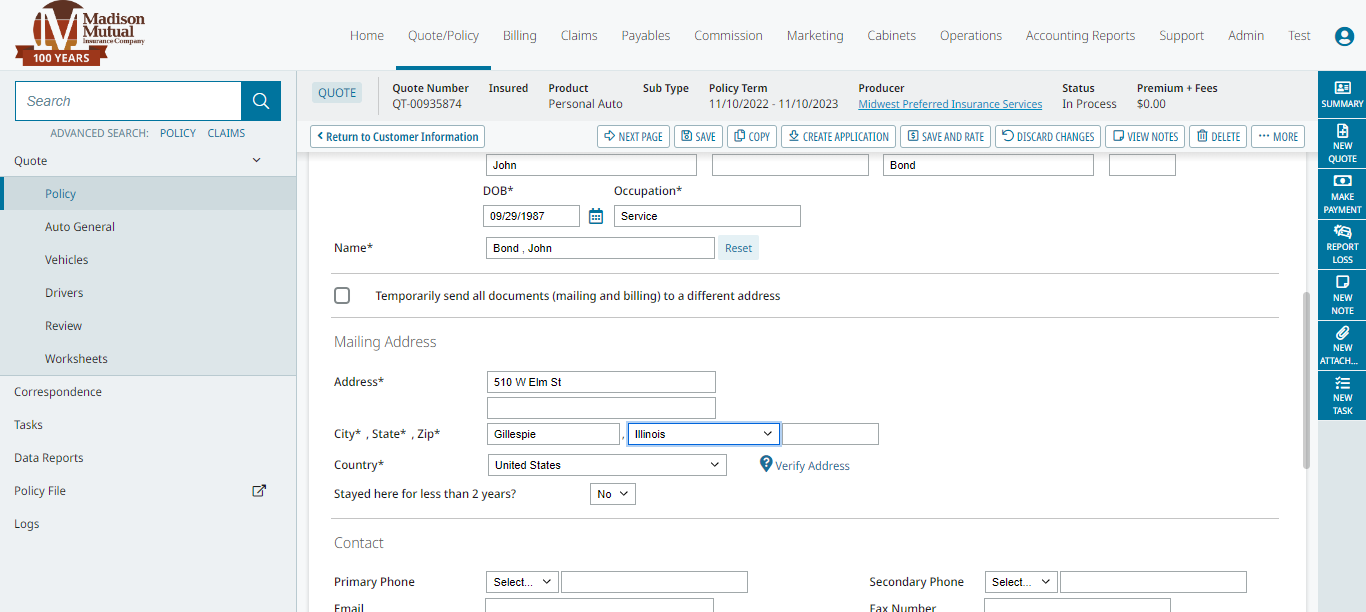 Madison
Mutual
Insurance Company
100 YEARS
Home Quote/Policy Billing Claims Payables Commission Marketing Cabinets Operations Accounting Reports Support Admin Test
Search
ADVANCED SEARCH: POLICY CLAIMS
Quote
Policy
Auto General
Vehicles
Drivers
Review
Worksheets
Correspondence
Tasks
Data Reports
Policy File
Logs
QUOTE
Quote Number Insured Product Sub Type Policy Term Producer Status Premium + Fees
QT-00935874 Personal Auto 11/10/2022 - 11/10/2023 Midwest Preferred Insurance Services In Process $0.00
Return to Customer Information NEXT PAGE SAVE COPY CREATE APPLICATION SAVE AND RATE DISCARD CHANGES VIEW NOTES DELETE ··· MORE
John Bond
DOB* Occupation*
09/29/1987 Service
Name* Bond , John Reset
Temporarily send all documents (mailing and billing) to a different address
Mailing Address
Address* 510 W Elm St
City* , State* , Zip* Gillespie , Illinois
Country* United States Verify Address
Stayed here for less than 2 years? No
Contact
Primary Phone Select... Secondary Phone Select...
Email Fax Number
SUMMARY
NEW
QUOTE
MAKE
PAYMENT
REPORT
LOSS
NEW
NOTE
NEW
ATTACH...
NEW
TASK